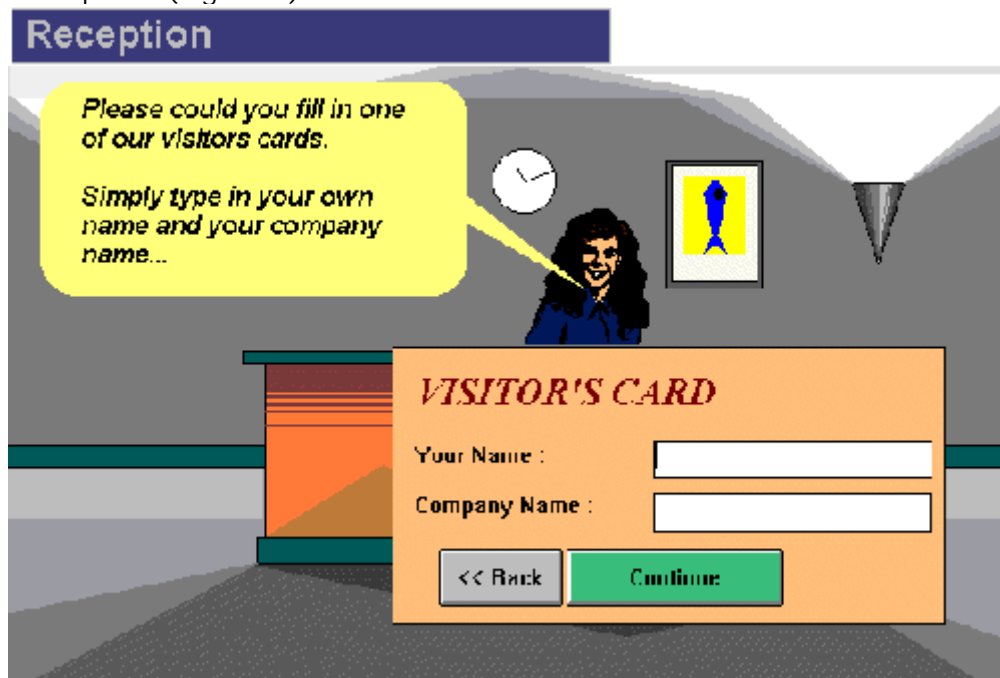 Reception
Please could you fill in one
of our visitors cards.
Simply type in your own
name and your company
name...
VISITOR'S CARD
Your Name :
Company Name :
<< Back
Continue